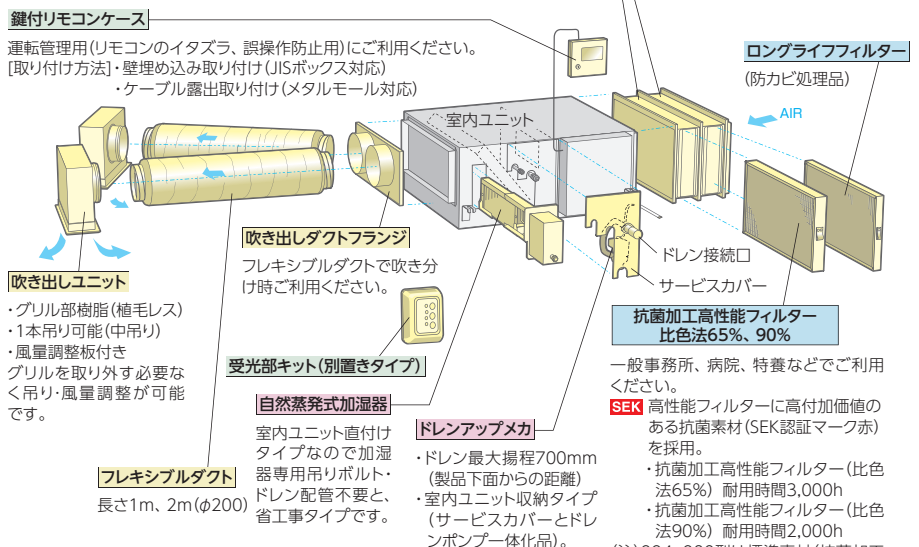 鍵付リモコンケース
運転管理用(リモコンのイタズラ、誤操作防止用)にご利用ください。
[取り付け方法]・壁埋め込み取り付け(JISボックス対応)
・ケーブル露出取り付け(メタルモール対応)
ロングライフフィルター
(防カビ処理品)
AIR
室内ユニット
吹き出しダクトフランジ
フレキシブルダクトで吹き分
け時ご利用ください。
ドレン接続口
サービスカバー
吹き出しユニット
・グリル部樹脂(植毛レス)
・1本吊り可能(中吊り)
・風量調整板付き
グリルを取り外す必要な
く吊り・風量調整が可能
です。
受光部キット(別置きタイプ)
抗菌加工高性能フィルター
比色法65%、90%
一般事務所、病院、特養などでご利用
ください。
SEK 高性能フィルターに高付加価値の
ある抗菌素材(SEK認証マーク赤)
を採用。
・抗菌加工高性能フィルター(比色
法65%) 耐用時間3,000h
・抗菌加工高性能フィルター(比色
法90%) 耐用時間2,000h
自然蒸発式加湿器
室内ユニット直付け
タイプなので加湿
器専用吊りボルト・
ドレン配管不要と、
省工事タイプです。
ドレンアップメカ
・ドレン最大揚程700mm
(製品下面からの距離)
・室内ユニット収納タイプ
(サービスカバーとドレ
ンポンプ一体化品)。
フレキシブルダクト
長さ1m、2m(φ200)